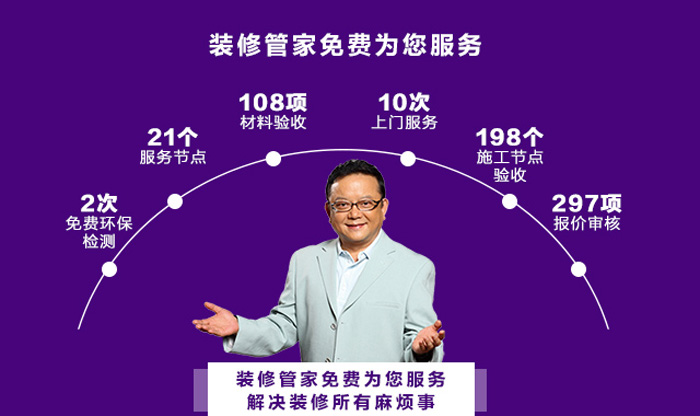 装修管家免费为您服务
108项
材料验收
10次
上门服务
21个
服务节点
198个
施工节点
验收
2次
免费环保
检测
297项
报价审核
装修管家免费为您服务
解决装修所有麻烦事